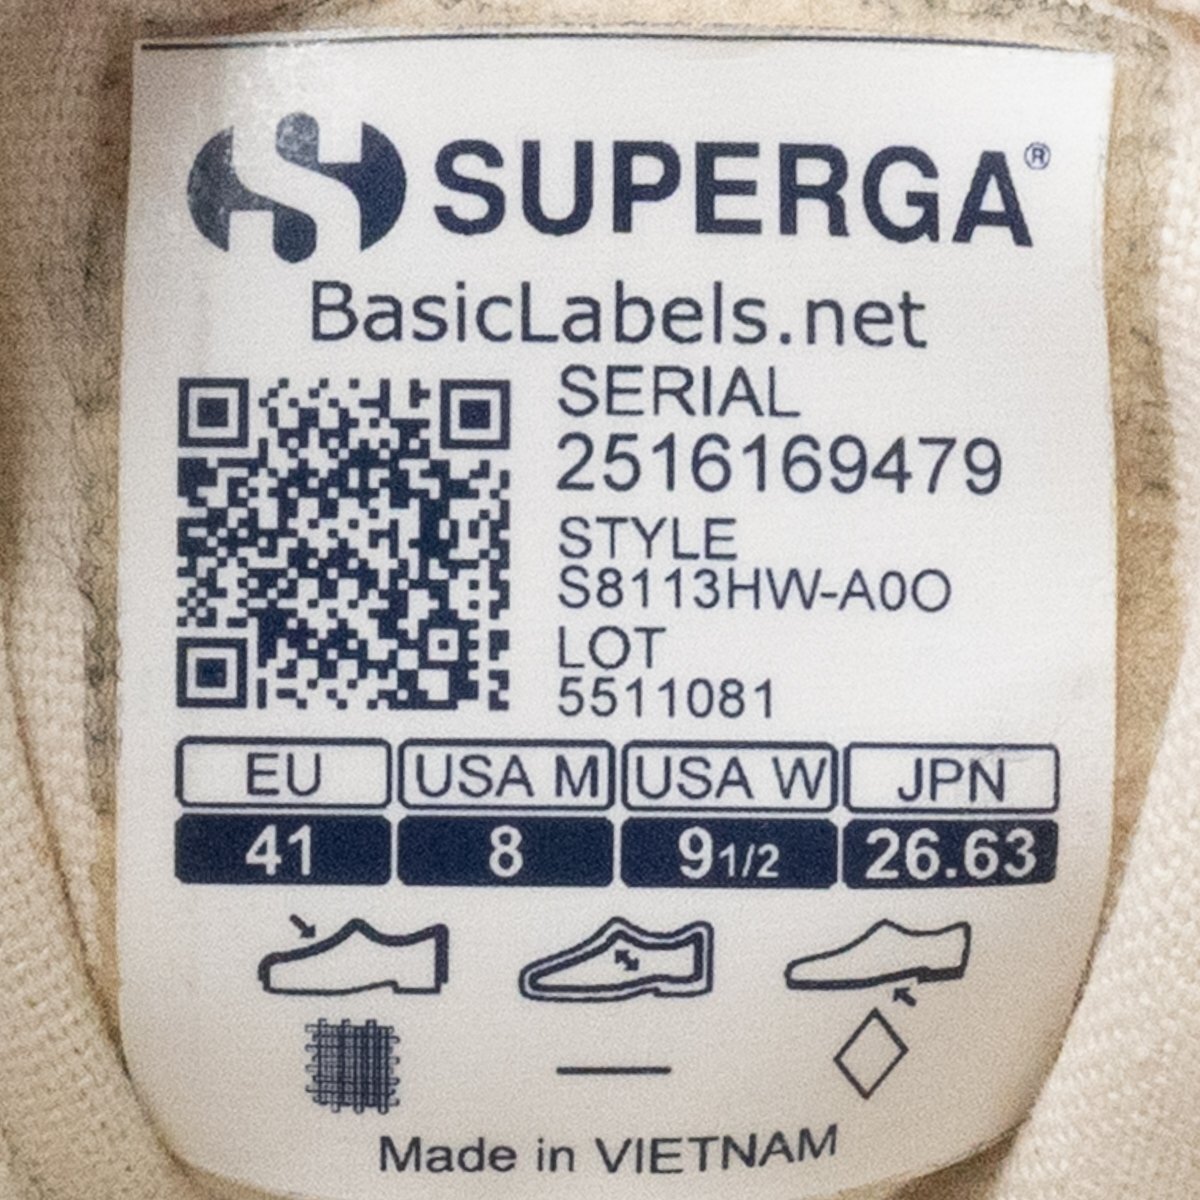 SUPERGA®
BasicLabels.net
SERIAL
2516169479
STYLE
S8113HW-A0O
LOT
5511081
EU USA M USA W JPN
41 8 9 1/2 26.63
Made in VIETNAM